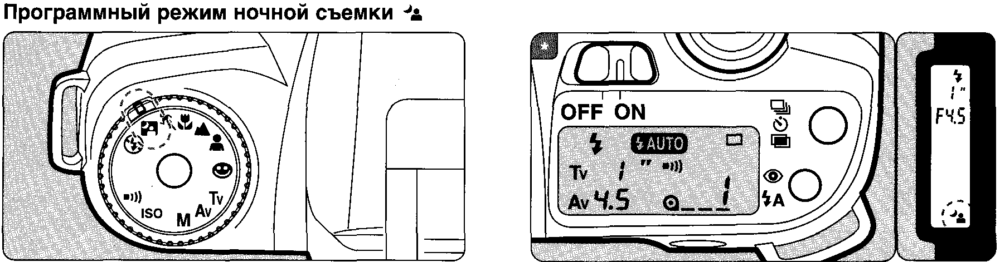 Программный режим ночной съемки
ISO
M
Av
Tv
OFF ON
AUTO
Tv 1"
Av 4.5
1
A
1"
F4.5